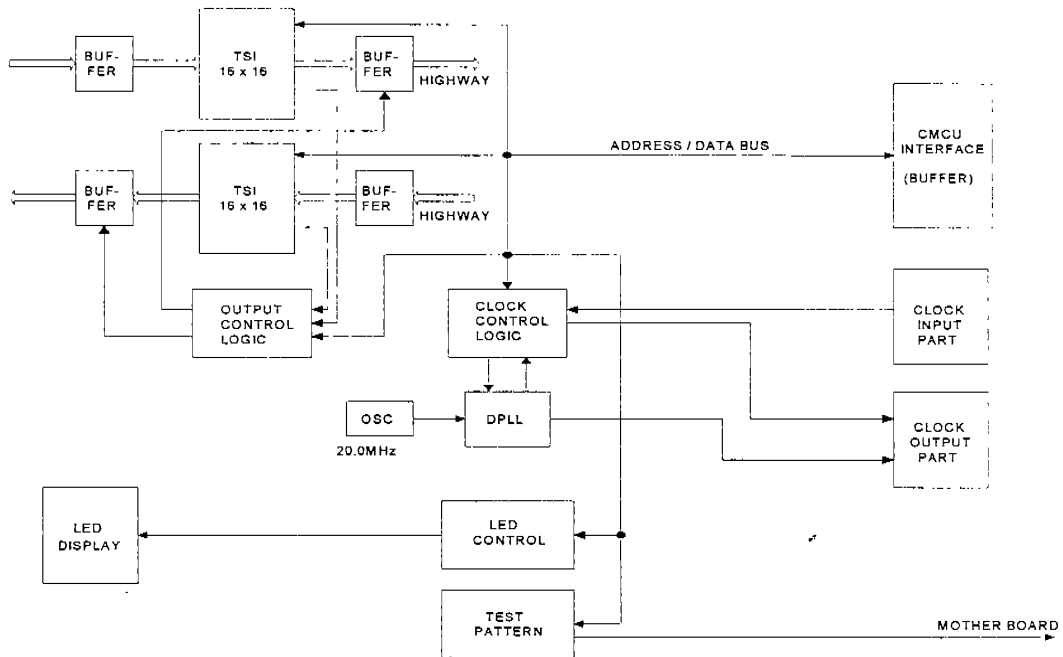 BUF-
FER
TSI
16 x 16
BUF-
FER
HIGHWAY
ADDRESS / DATA BUS
CMCU
INTERFACE
(BUFFER)
BUF-
FER
TSI
16 x 16
BUF-
FER
HIGHWAY
OUTPUT
CONTROL
LOGIC
CLOCK
CONTROL
LOGIC
CLOCK
INPUT
PART
OSC
20.0MHz
DPLL
CLOCK
OUTPUT
PART
LED
DISPLAY
LED
CONTROL
TEST
PATTERN
MOTHER BOARD